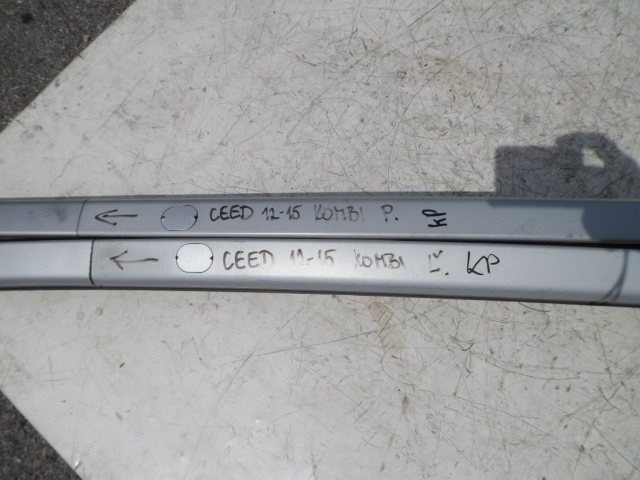 ← CEED 12-15 KOMBI P. KP
← CEED 12-15 KOMBI Ľ. KP